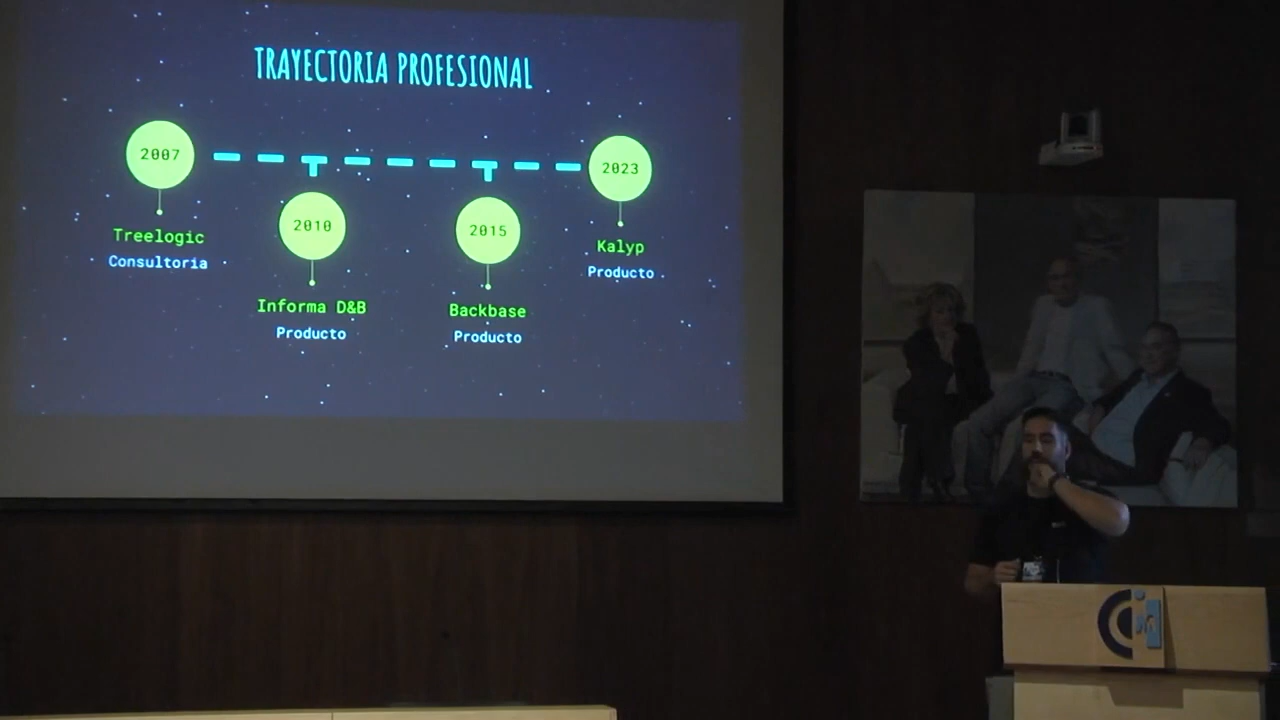 TRAYECTORIA PROFESIONAL
2007
Treelogic
Consultoria
2010
Informa D&B
Producto
2015
Backbase
Producto
2023
Kalyp
Producto